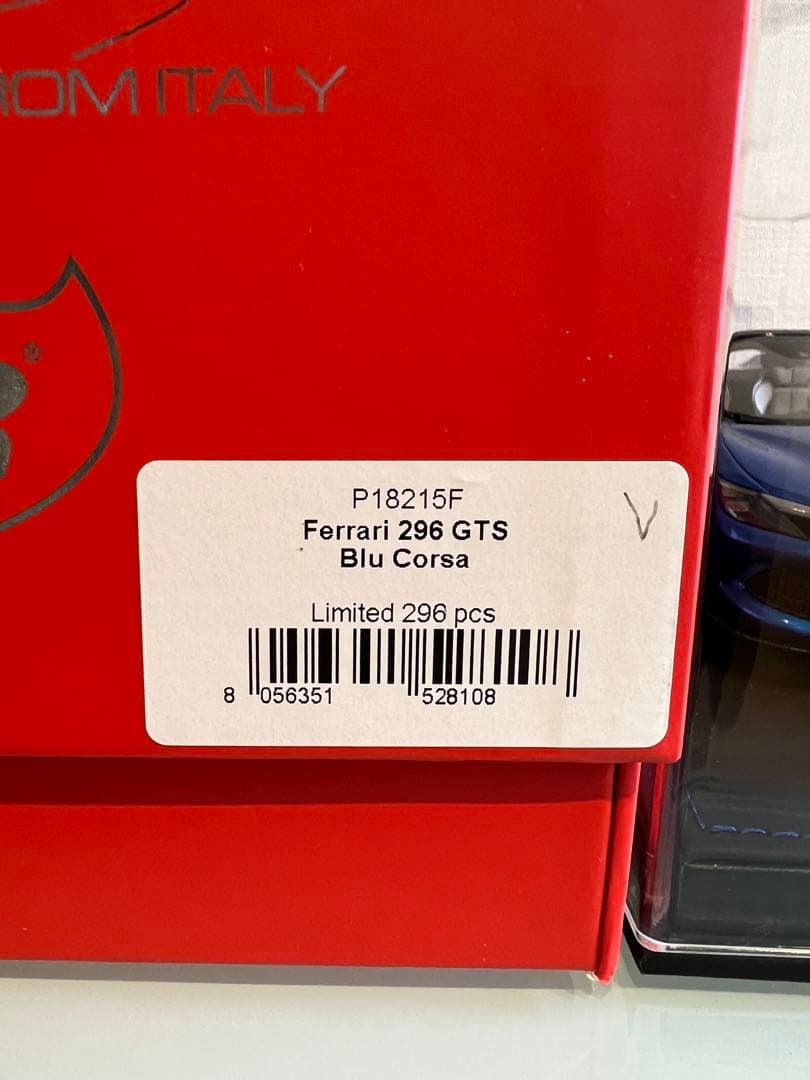 ROM ITALY
®
P18215F
V
Ferrari 296 GTS
Blu Corsa
Limited 296 pcs
8 056351 528108